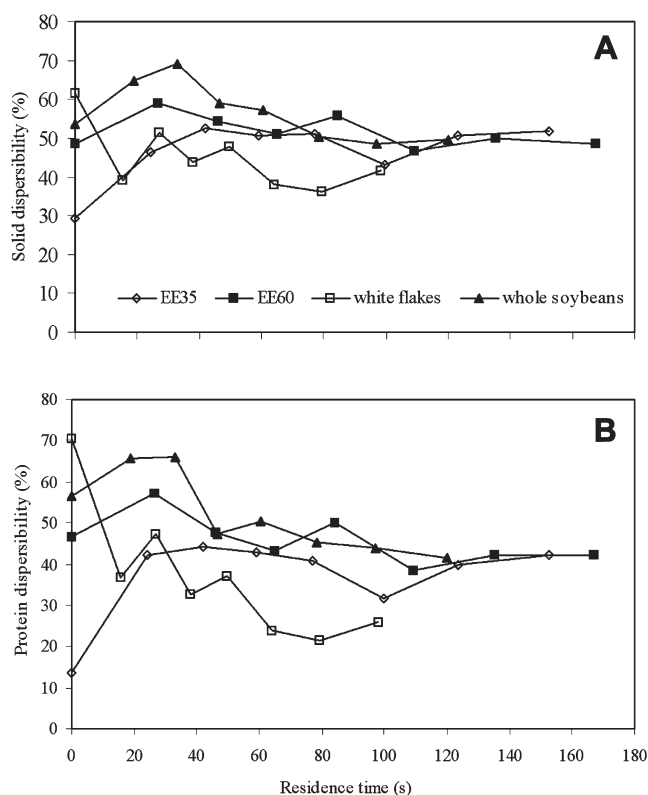 80
70
60
50
40
30
20
10
0
Solid dispersibility (%)
A
EE35 EE60 white flakes whole soybeans
80
70
60
50
40
30
20
10
0
Protein dispersibility (%)
B
0 20 40 60 80 100 120 140 160 180
Residence time (s)